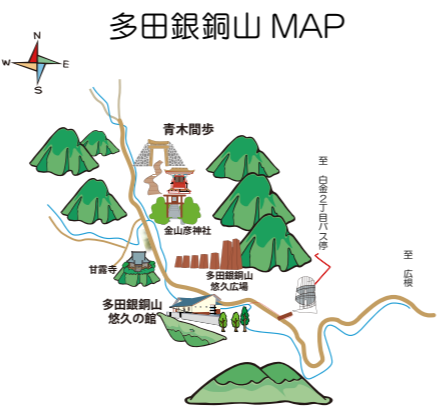 多田銀銅山 MAP
N
W
E
S
青木間歩
至 白金2丁目バス停
金山彦神社
至 広根
甘露寺
多田銀銅山
悠久広場
多田銀銅山
悠久の館